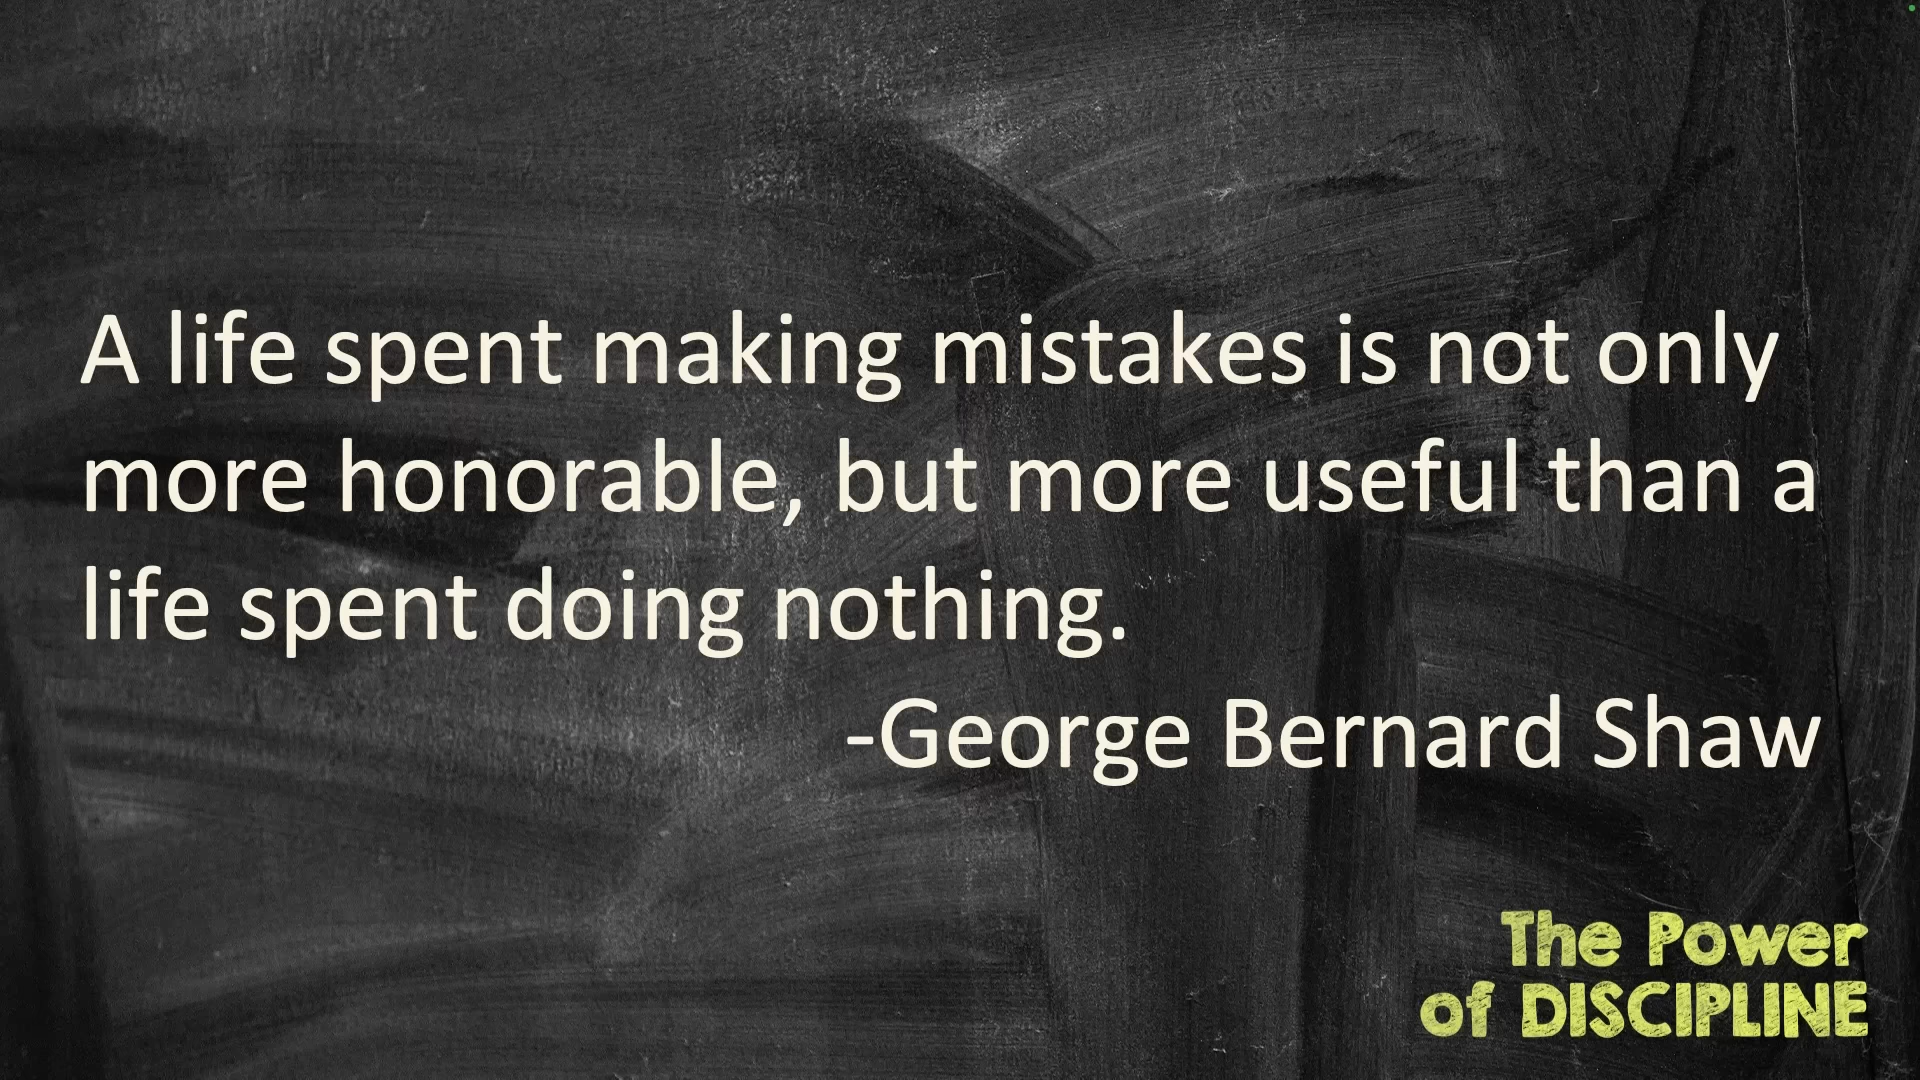 A life spent making mistakes is not only
more honorable, but more useful than a
life spent doing nothing.
-George Bernard Shaw
The Power
of DISCIPLINE